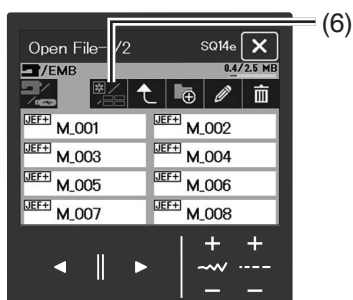 (6)
Open File 1/2 SQ14e X
/EMB 0.4/2.5 MB
JEF+ M_001 JEF+ M_002
JEF+ M_003 JEF+ M_004
JEF+ M_005 JEF+ M_006
JEF+ M_007 JEF+ M_008
+ +
− −